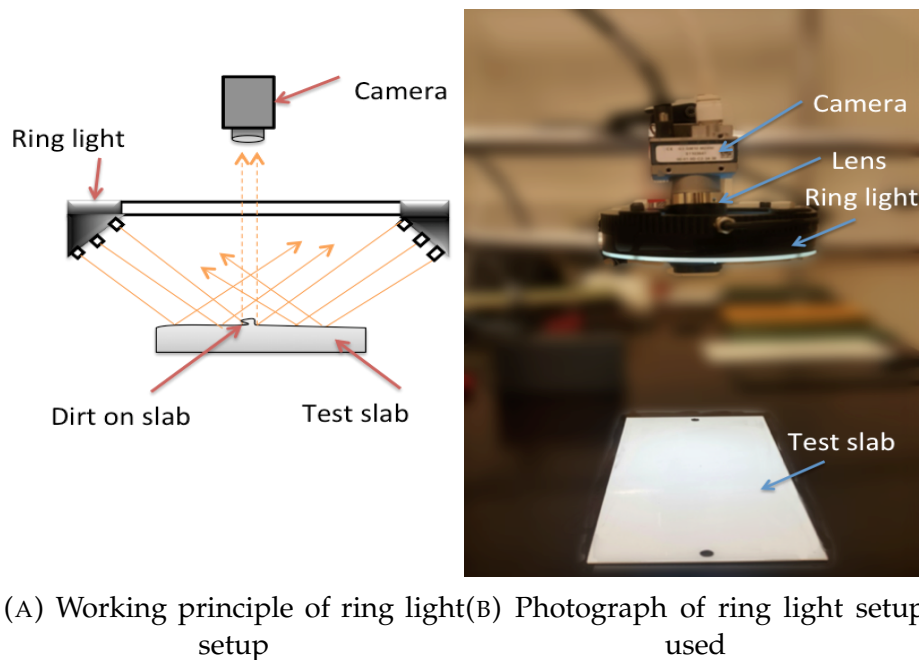 Camera
Ring light
Dirt on slab
Test slab
Camera
Lens
Ring light
Test slab
(A) Working principle of ring light
setup
(B) Photograph of ring light setup
used